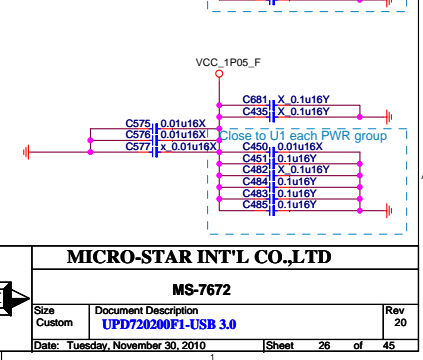 VCC_1P05_F
C681 X_0.1u16Y
C435 X_0.1u16Y
C575 0.01u16X
C576 0.01u16X
C577 x_0.01u16X
Close to U1 each PWR group
C450 0.01u16X
C451 0.1u16Y
C482 X_0.1u16Y
C484 0.1u16Y
C483 0.1u16Y
C485 0.1u16Y
MICRO-STAR INT'L CO.,LTD
MS-7672
Size Document Description Rev
Custom UPD720200F1-USB 3.0 20
Date: Tuesday, November 30, 2010 Sheet 26 of 45
1